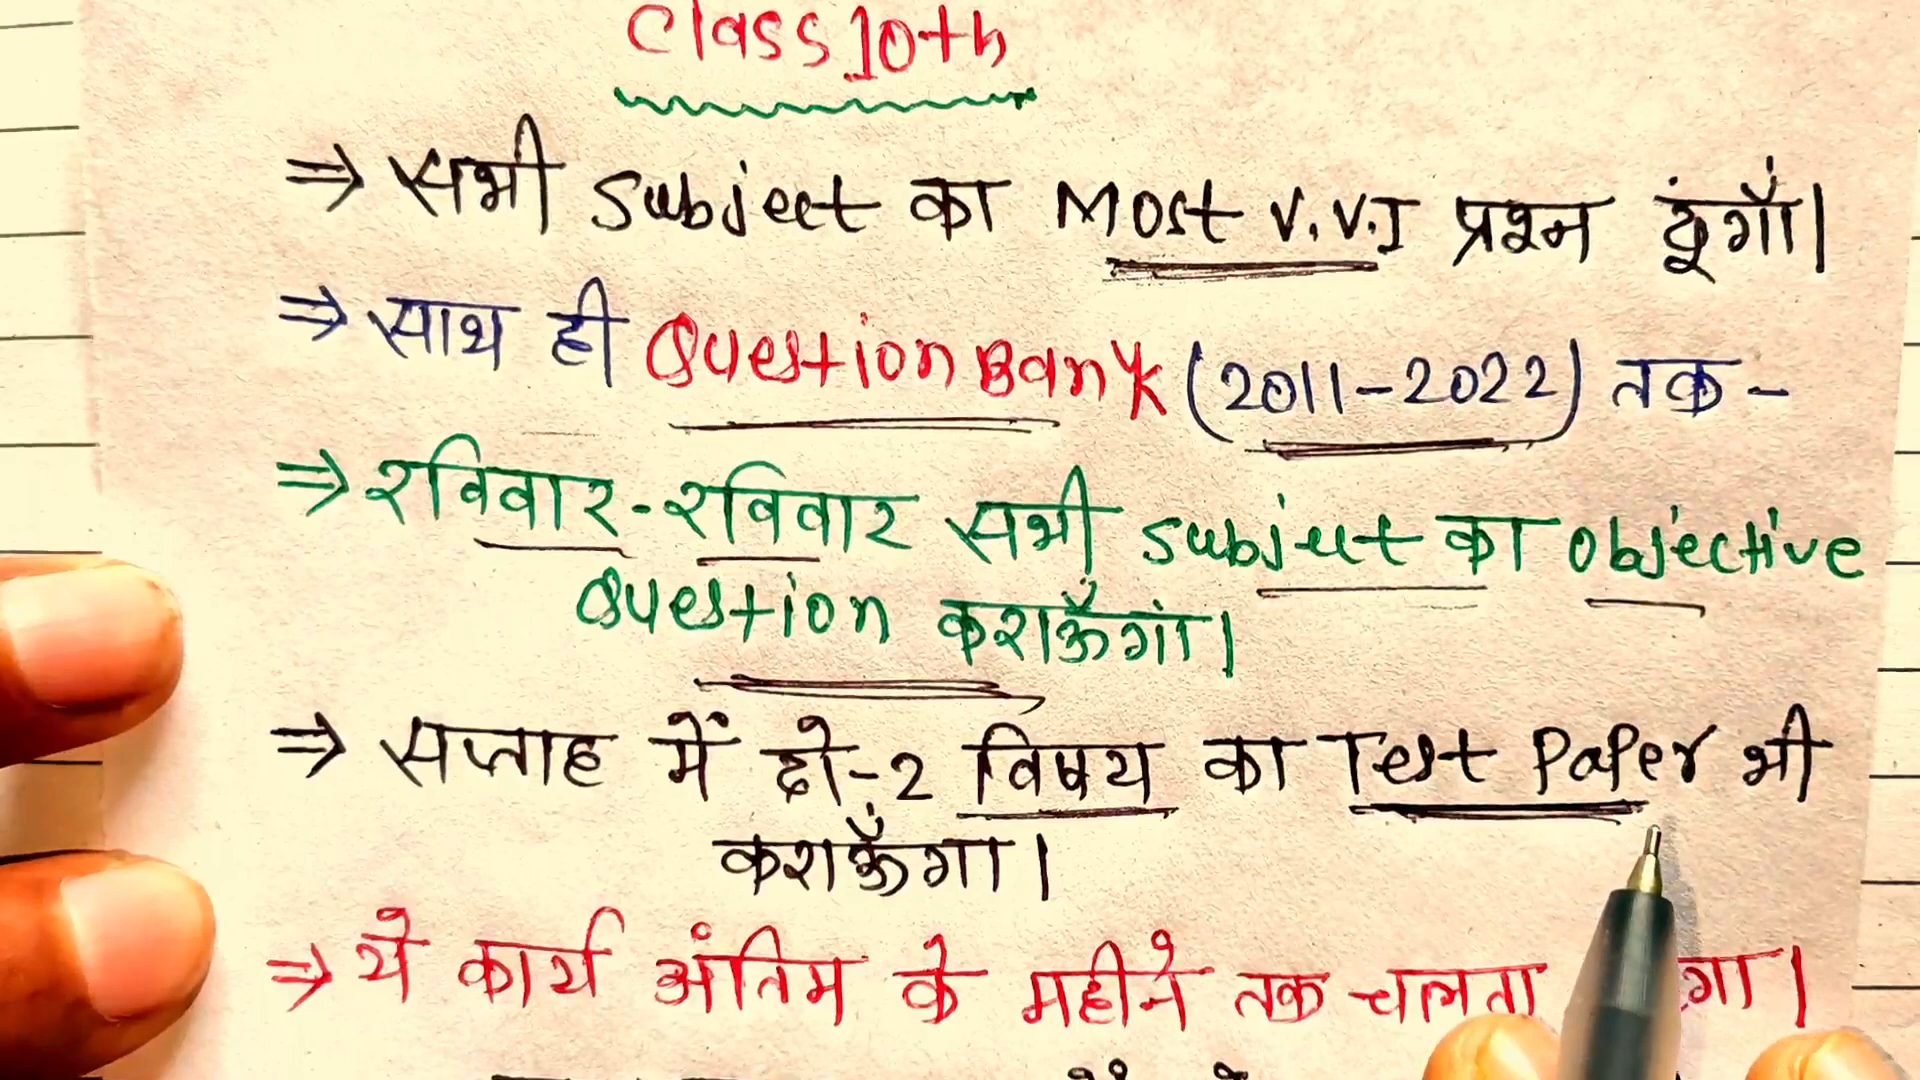 Class 10th
⇒ सभी Subject का Most V.V.I प्रश्न दूंगाँ।
⇒ साथ ही Question Bank (2011-2022) तक -
⇒ रविवार-रविवार सभी Subject का Objective
Question कराऊँगां।
⇒ सप्ताह में दो-2 विषय का Test Paper भी
कराऊँगा।
⇒ ये कार्य अंतिम के महीने तक चलता गा।